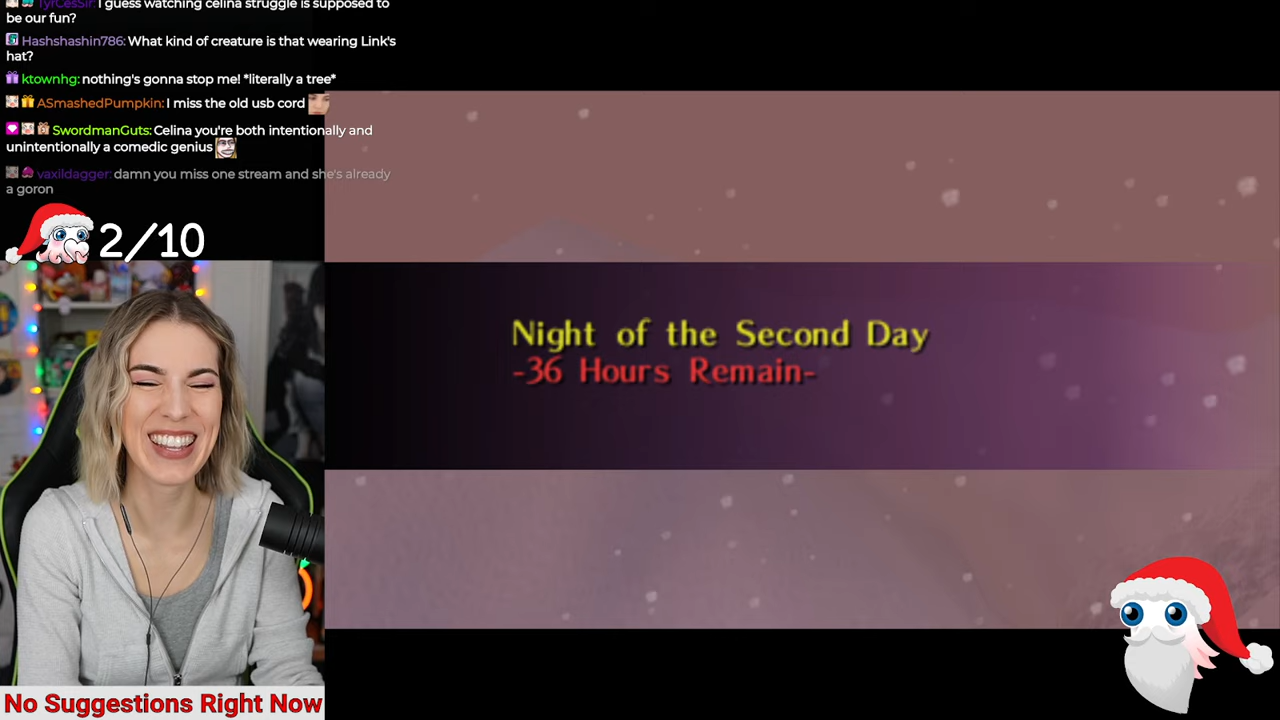 TyrCesSir: I guess watching celina struggle is supposed to
be our fun?
Hashshashin786: What kind of creature is that wearing Link's
hat?
ktownhg: nothing's gonna stop me! *literally a tree*
ASmashedPumpkin: I miss the old usb cord
SwordmanGuts: Celina you're both intentionally and
unintentionally a comedic genius
vaxildagger: damn you miss one stream and she's already
a goron
2/10
Night of the Second Day
-36 Hours Remain-
No Suggestions Right Now